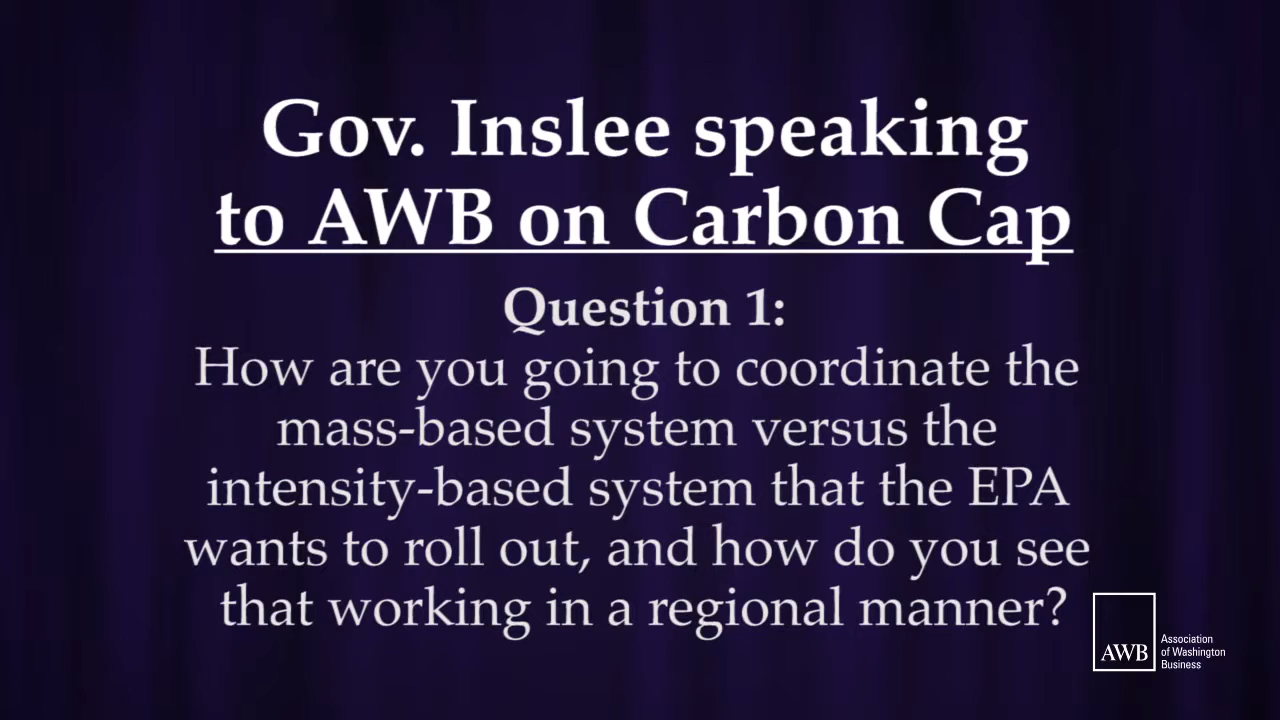 Gov. Inslee speaking
to AWB on Carbon Cap
Question 1:
How are you going to coordinate the
mass-based system versus the
intensity-based system that the EPA
wants to roll out, and how do you see
that working in a regional manner?
AWB
Association
of Washington
Business